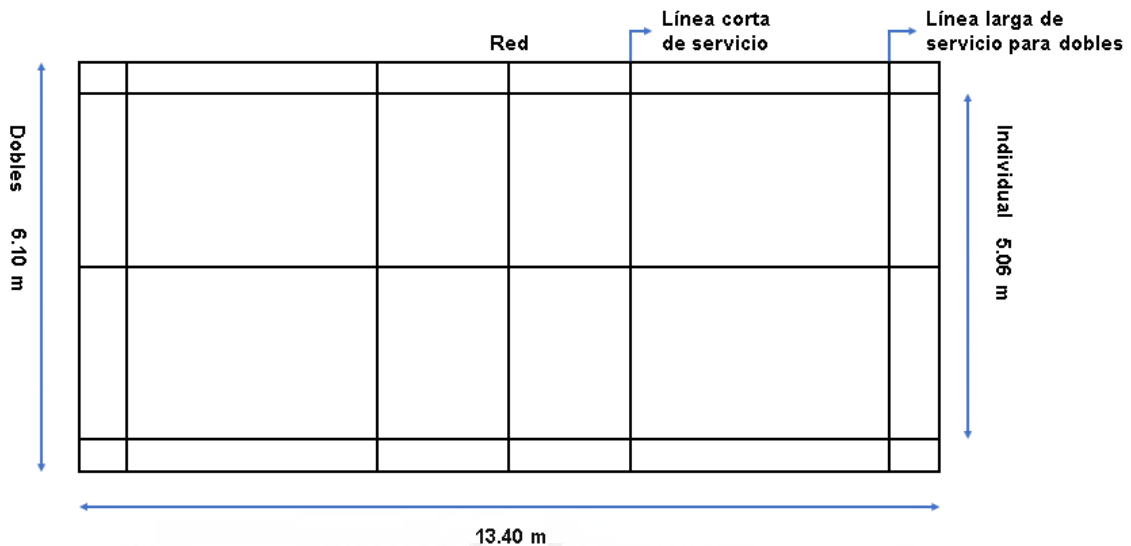 Red
Línea corta
de servicio
Línea larga de
servicio para dobles
Dobles 6.10 m
Individual 5.06 m
13.40 m